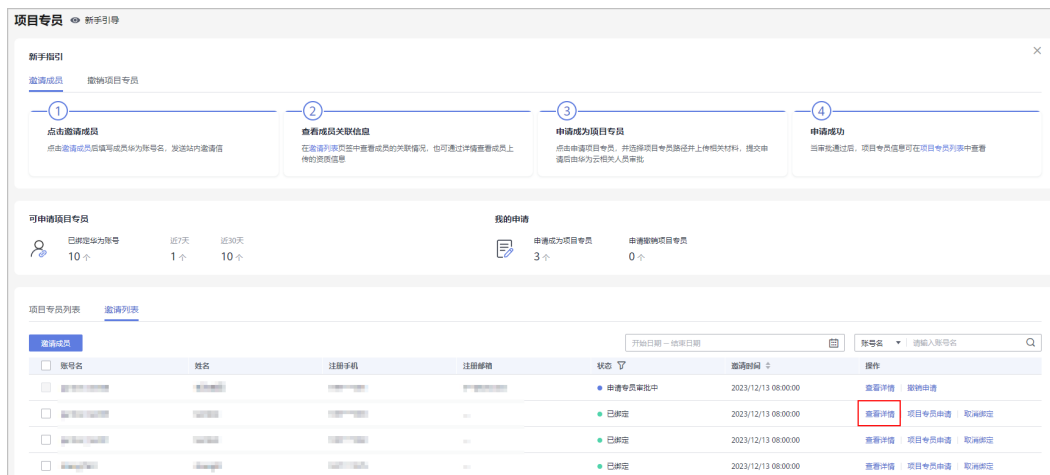 项目专员 新手引导
新手指引
邀请成员 撤销项目专员
1 2 3 4
点击邀请成员
点击邀请成员后填写成员华为账号名，发送站内邀请信
查看成员关联信息
在邀请列表页签中查看成员的关联情况，也可通过详情查看成员上
传的资质信息
申请成为项目专员
点击申请项目专员，并选择项目专员路径并上传相关材料，提交申
请后由华为云相关人员审批
申请成功
当审批通过后，项目专员信息可在项目专员列表中查看
可申请项目专员
已绑定华为账号 近7天 近30天
10 个 1 个 10 个
我的申请
申请成为项目专员 申请撤销项目专员
3 个 0 个
项目专员列表 邀请列表
邀请成员 开始日期 – 结束日期 账号名 请输入账号名
账号名 姓名 注册手机 注册邮箱 状态 邀请时间 操作
申请专员审批中 2023/12/13 08:00:00 查看详情 撤销申请
已绑定 2023/12/13 08:00:00 查看详情 项目专员申请 取消绑定
已绑定 2023/12/13 08:00:00 查看详情 项目专员申请 取消绑定
已绑定 2023/12/13 08:00:00 查看详情 项目专员申请 取消绑定